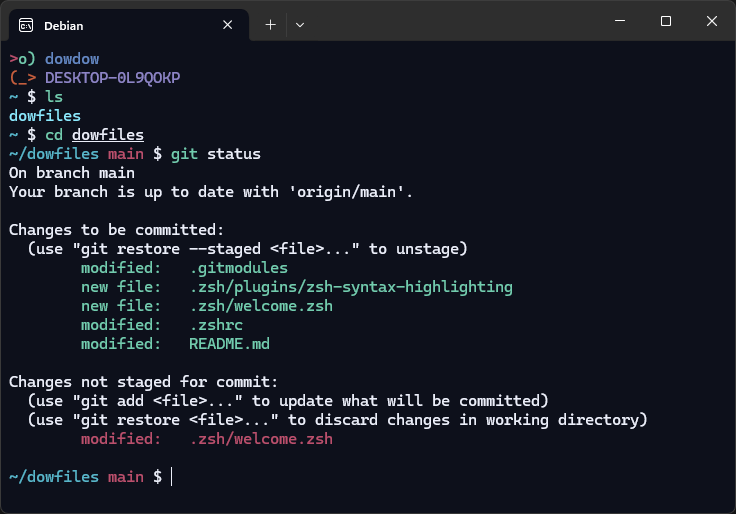 Debian
>o) dowdow
(_> DESKTOP-0L9QOKP
~ $ ls
dowfiles
~ $ cd dowfiles
~/dowfiles main $ git status
On branch main
Your branch is up to date with 'origin/main'.
Changes to be committed:
(use "git restore --staged <file>..." to unstage)
modified: .gitmodules
new file: .zsh/plugins/zsh-syntax-highlighting
new file: .zsh/welcome.zsh
modified: .zshrc
modified: README.md
Changes not staged for commit:
(use "git add <file>..." to update what will be committed)
(use "git restore <file>..." to discard changes in working directory)
modified: .zsh/welcome.zsh
~/dowfiles main $